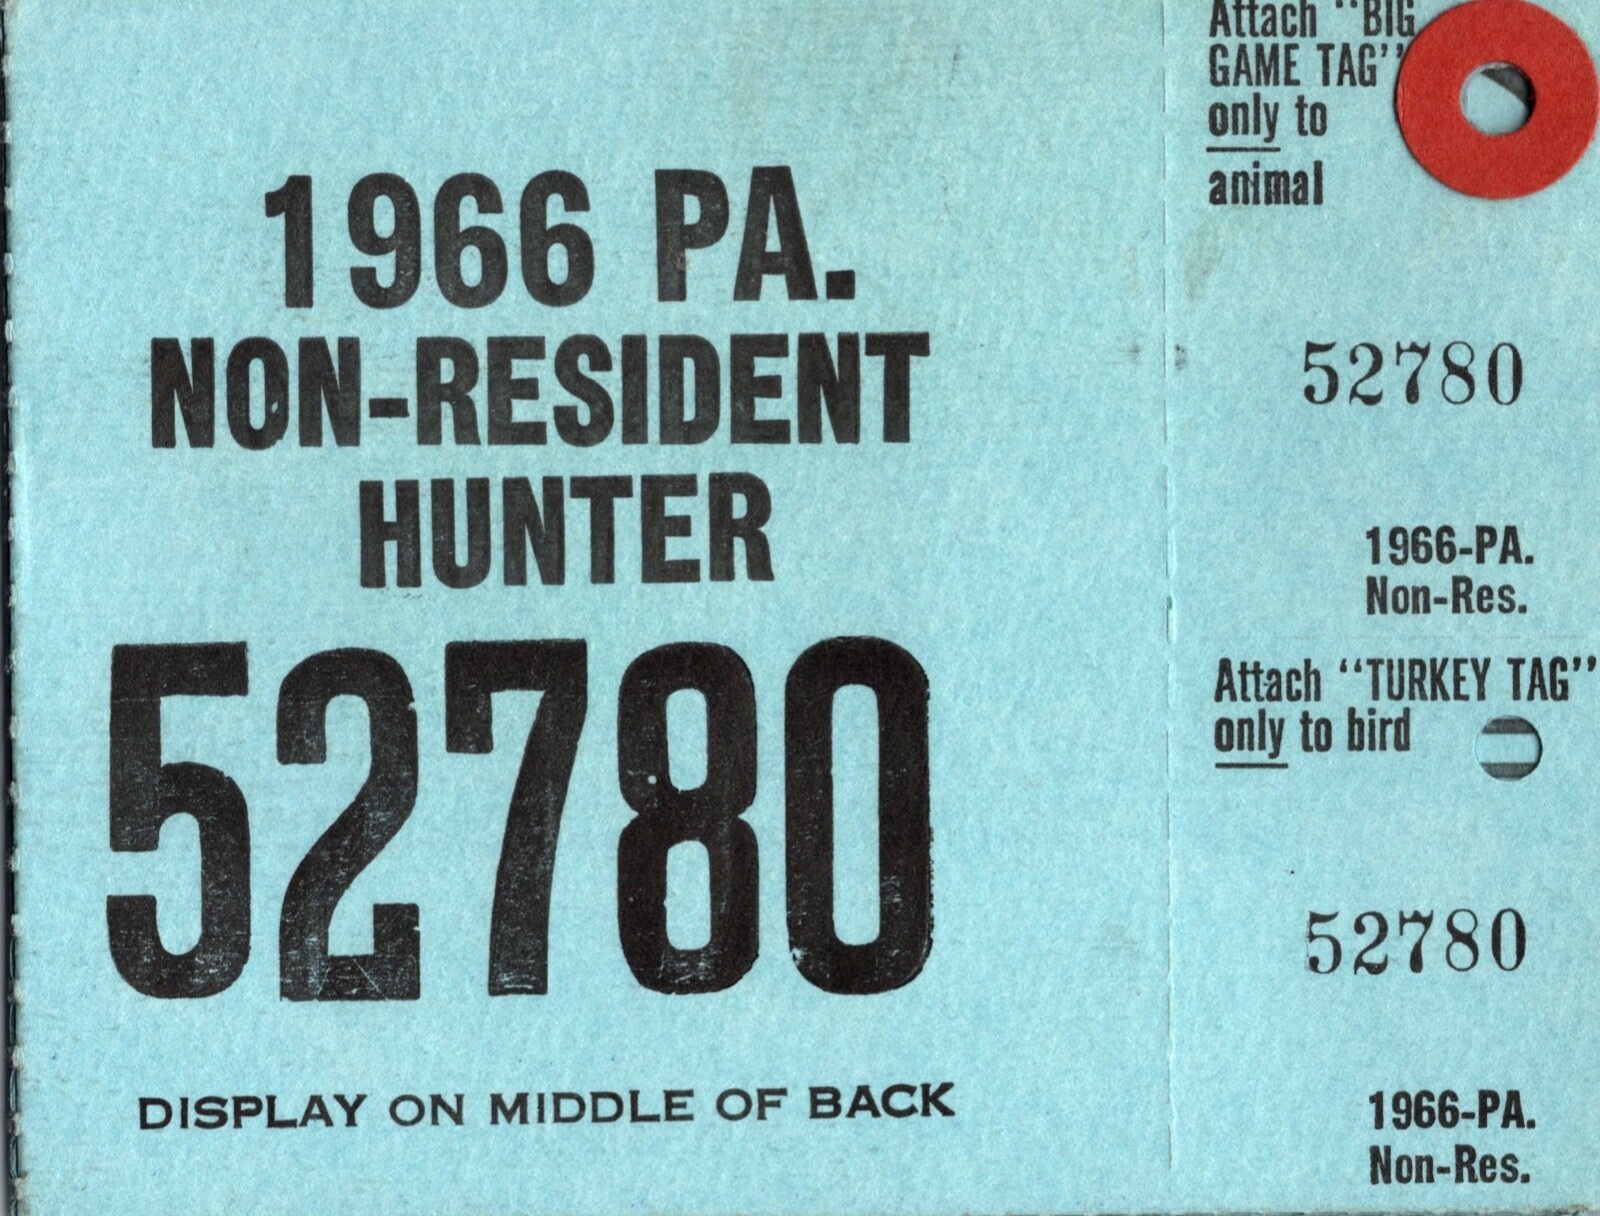 1966 PA.
NON-RESIDENT
HUNTER
52780
DISPLAY ON MIDDLE OF BACK
Attach "BIG
GAME TAG"
only to
animal
52780
1966-PA.
Non-Res.
Attach "TURKEY TAG"
only to bird
52780
1966-PA.
Non-Res.